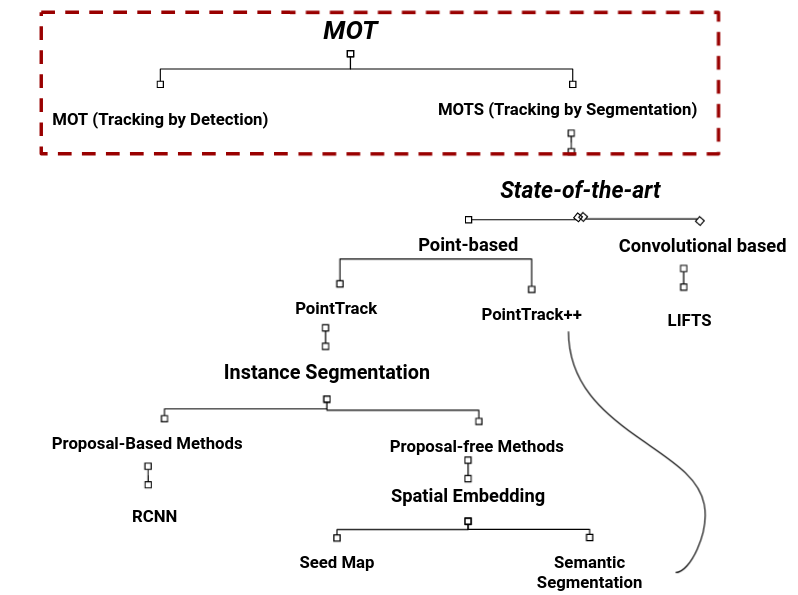 MOT
MOT (Tracking by Detection)
MOTS (Tracking by Segmentation)
State-of-the-art
Point-based
Convolutional based
PointTrack
PointTrack++
LIFTS
Instance Segmentation
Proposal-Based Methods
Proposal-free Methods
RCNN
Spatial Embedding
Seed Map
Semantic
Segmentation